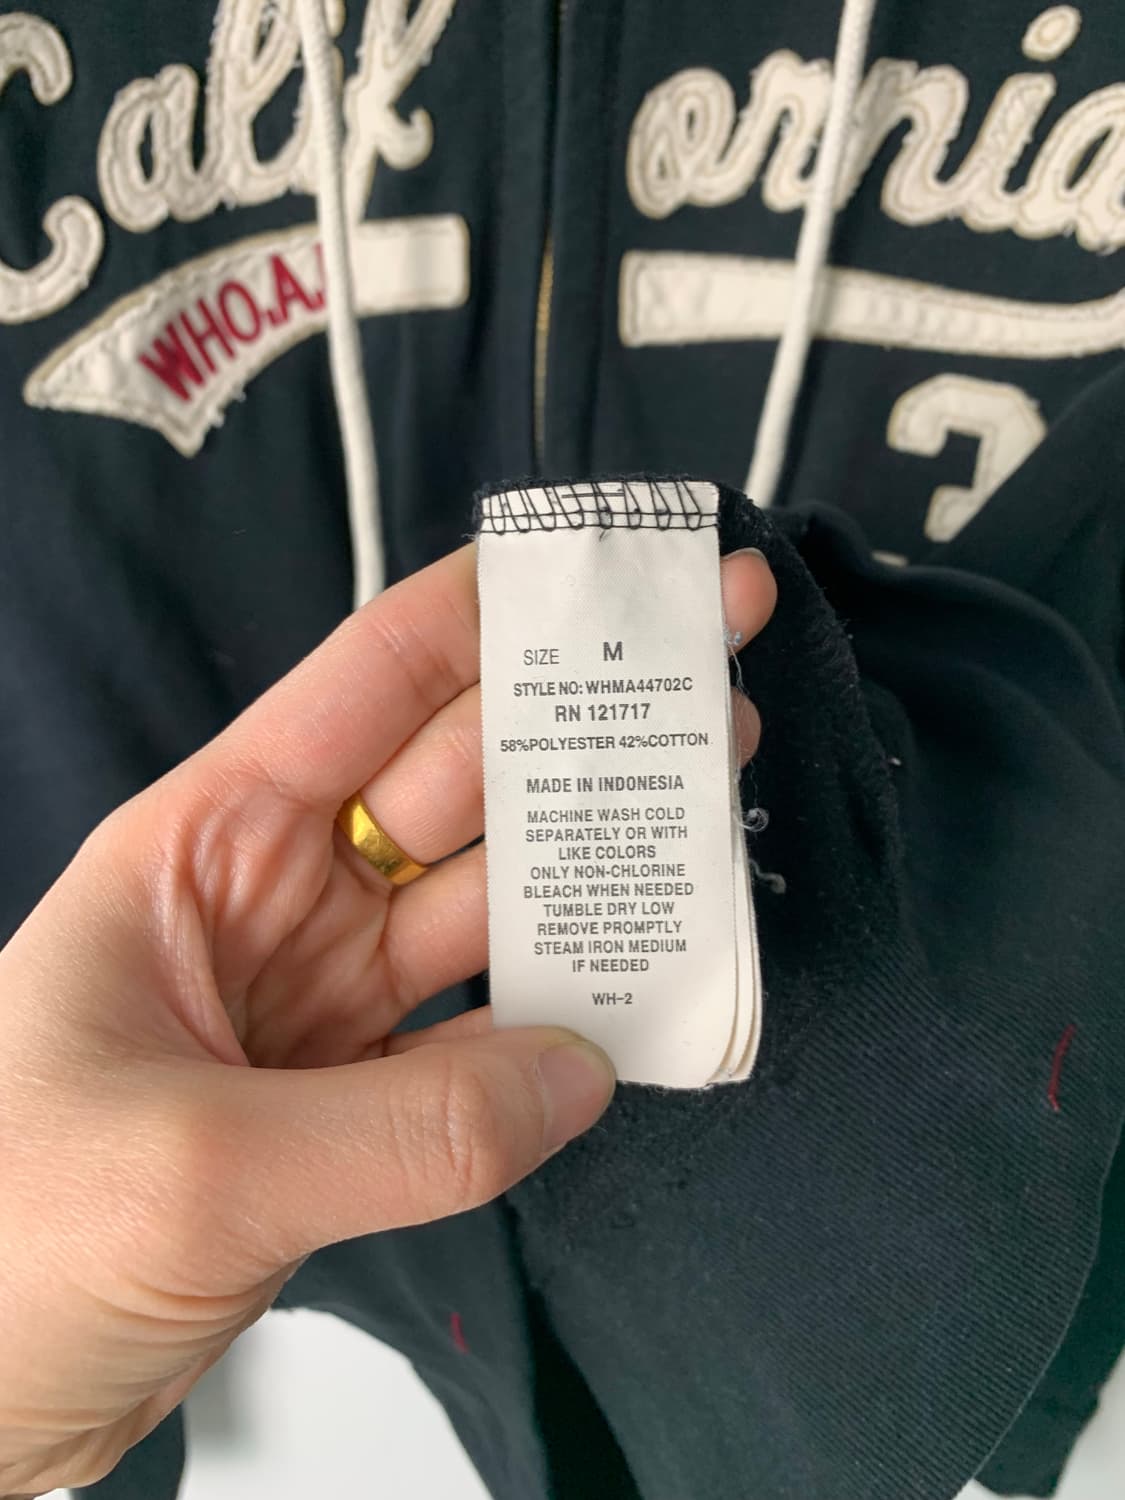 Calif ornia
WHO.A.
?
SIZE M
STYLE NO: WHMA44702C
RN 121717
58%POLYESTER 42%COTTON
MADE IN INDONESIA
MACHINE WASH COLD
SEPARATELY OR WITH
LIKE COLORS
ONLY NON-CHLORINE
BLEACH WHEN NEEDED
TUMBLE DRY LOW
REMOVE PROMPTLY
STEAM IRON MEDIUM
IF NEEDED
WH-2